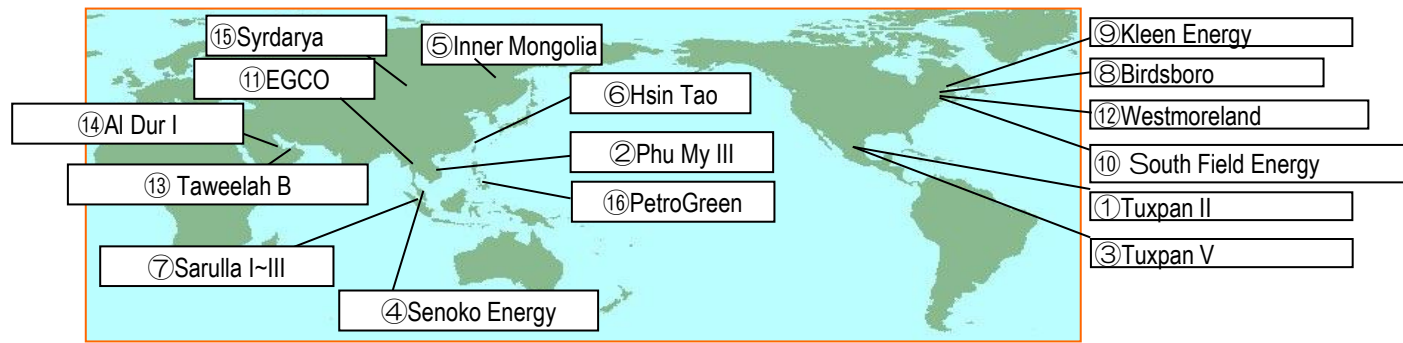 ⑮Syrdarya
⑤Inner Mongolia
⑨Kleen Energy
⑪EGCO
⑥Hsin Tao
⑧Birdsboro
⑭Al Dur I
⑫Westmoreland
②Phu My III
⑩ South Field Energy
⑬ Taweelah B
⑯PetroGreen
①Tuxpan II
③Tuxpan V
⑦Sarulla I~III
④Senoko Energy